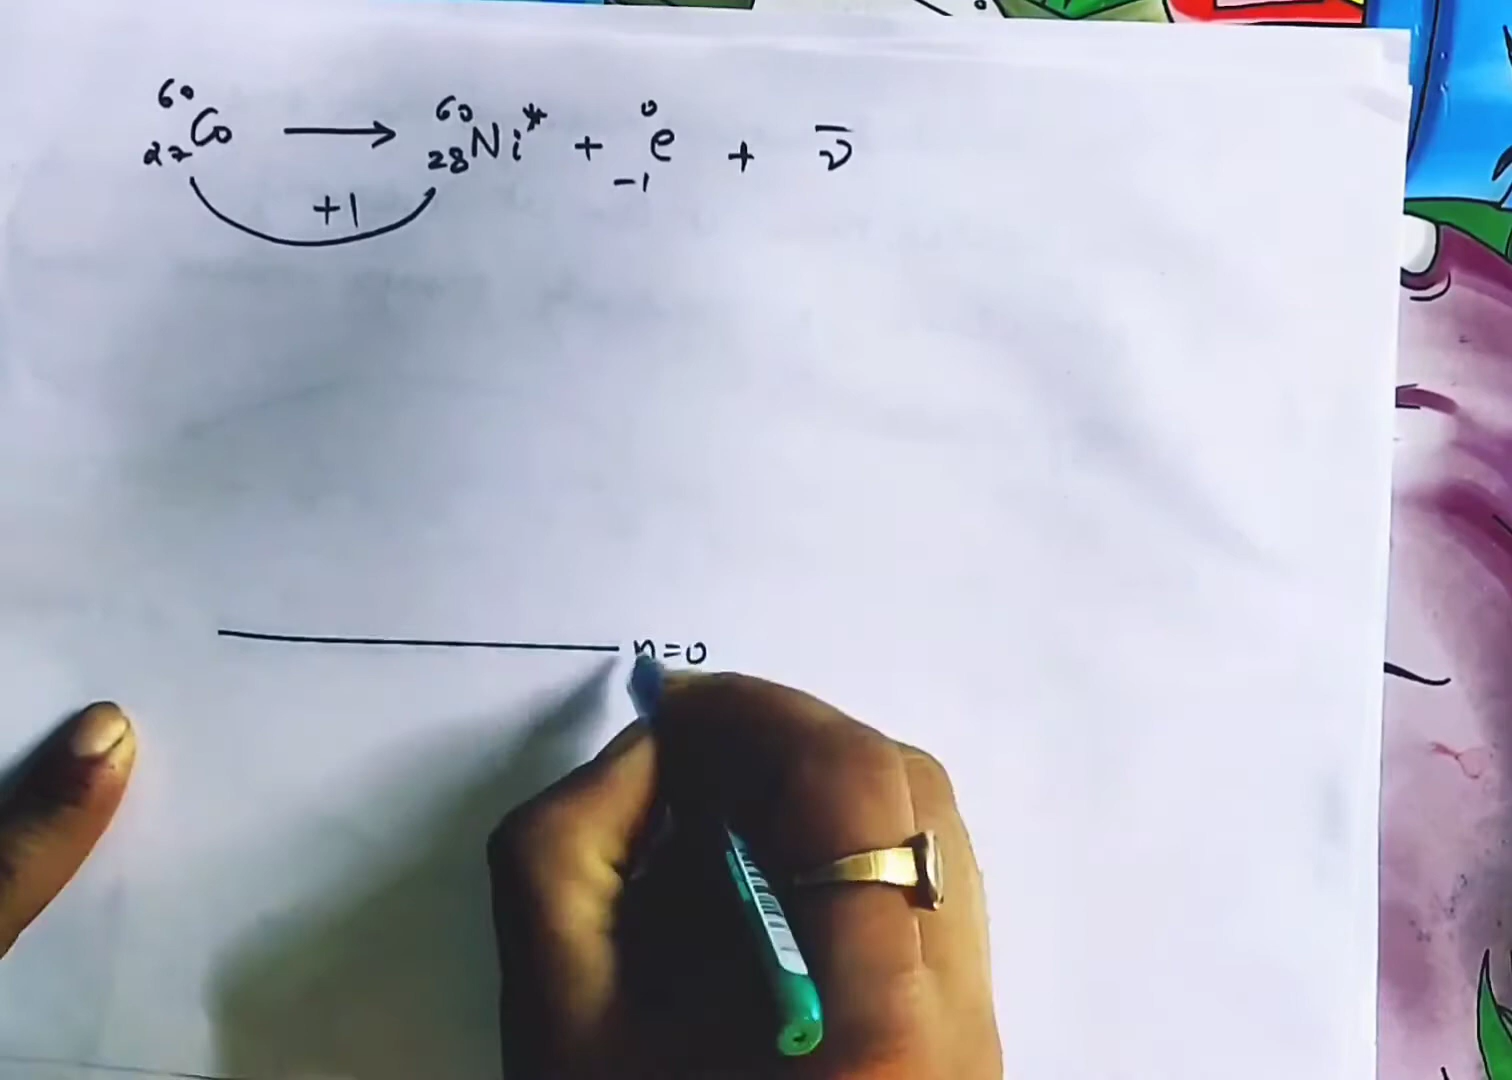 ⁶⁰₂₇Co ⟶ ⁶⁰₂₈Ni* + ⁰₋₁e + ν̄
+1
n=0